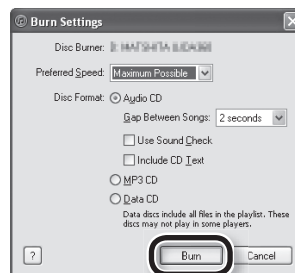 Burn Settings
Disc Burner:
Preferred Speed: Maximum Possible
Disc Format: Audio CD
Gap Between Songs: 2 seconds
Use Sound Check
Include CD Text
MP3 CD
Data CD
Data discs include all files in the playlist. These
discs may not play in some players.
? Burn Cancel